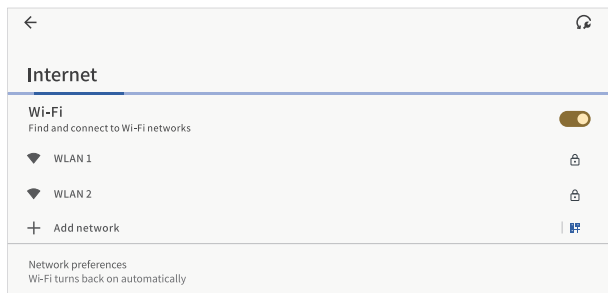 Internet
Wi-Fi
Find and connect to Wi-Fi networks
WLAN 1
WLAN 2
Add network
Network preferences
Wi-Fi turns back on automatically